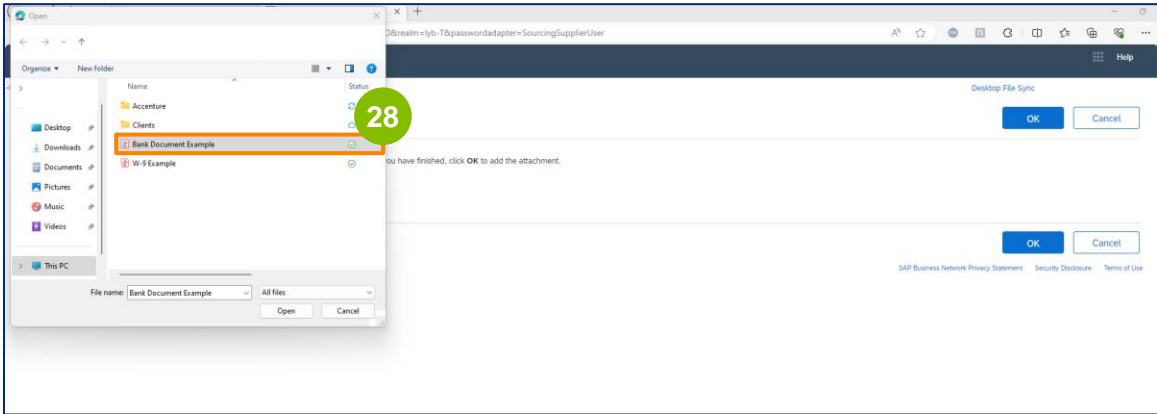 Open
D&realm=lyb-T&passwordadapter=SourcingSupplierUser
Organize New folder
Help
Name Status
Desktop File Sync
Accenture
Clients
28
OK Cancel
Desktop
Bank Document Example
Downloads
W-9 Example
ou have finished, click OK to add the attachment.
Documents
Pictures
Music
Videos
OK Cancel
This PC
SAP Business Network Privacy Statement Security Disclosure Terms of Use
File name: Bank Document Example All files
Open Cancel